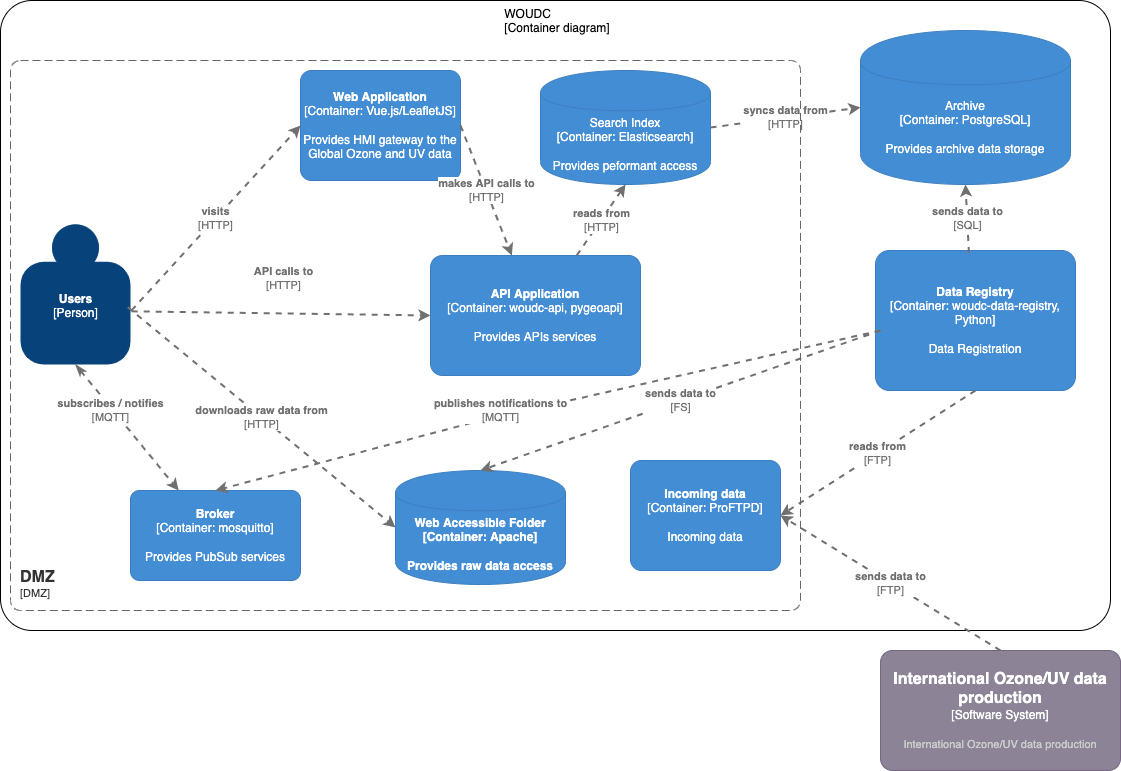 WOUDC
[Container diagram]
Web Application
[Container: Vue.js/LeafletJS]
Provides HMI gateway to the
Global Ozone and UV data
Search Index
[Container: Elasticsearch]
Provides peformant access
syncs data from
[HTTP]
Archive
[Container: PostgreSQL]
Provides archive data storage
makes API calls to
[HTTP]
visits
[HTTP]
reads from
[HTTP]
sends data to
[SQL]
Users
[Person]
API calls to
[HTTP]
API Application
[Container: woudc-api, pygeoapi]
Provides APIs services
Data Registry
[Container: woudc-data-registry,
Python]
Data Registration
subscribes / notifies
[MQTT]
downloads raw data from
[HTTP]
publishes notifications to
[MQTT]
sends data to
[FS]
reads from
[FTP]
Broker
[Container: mosquitto]
Provides PubSub services
Web Accessible Folder
[Container: Apache]
Provides raw data access
Incoming data
[Container: ProFTPD]
Incoming data
DMZ
[DMZ]
sends data to
[FTP]
International Ozone/UV data
production
[Software System]
International Ozone/UV data production